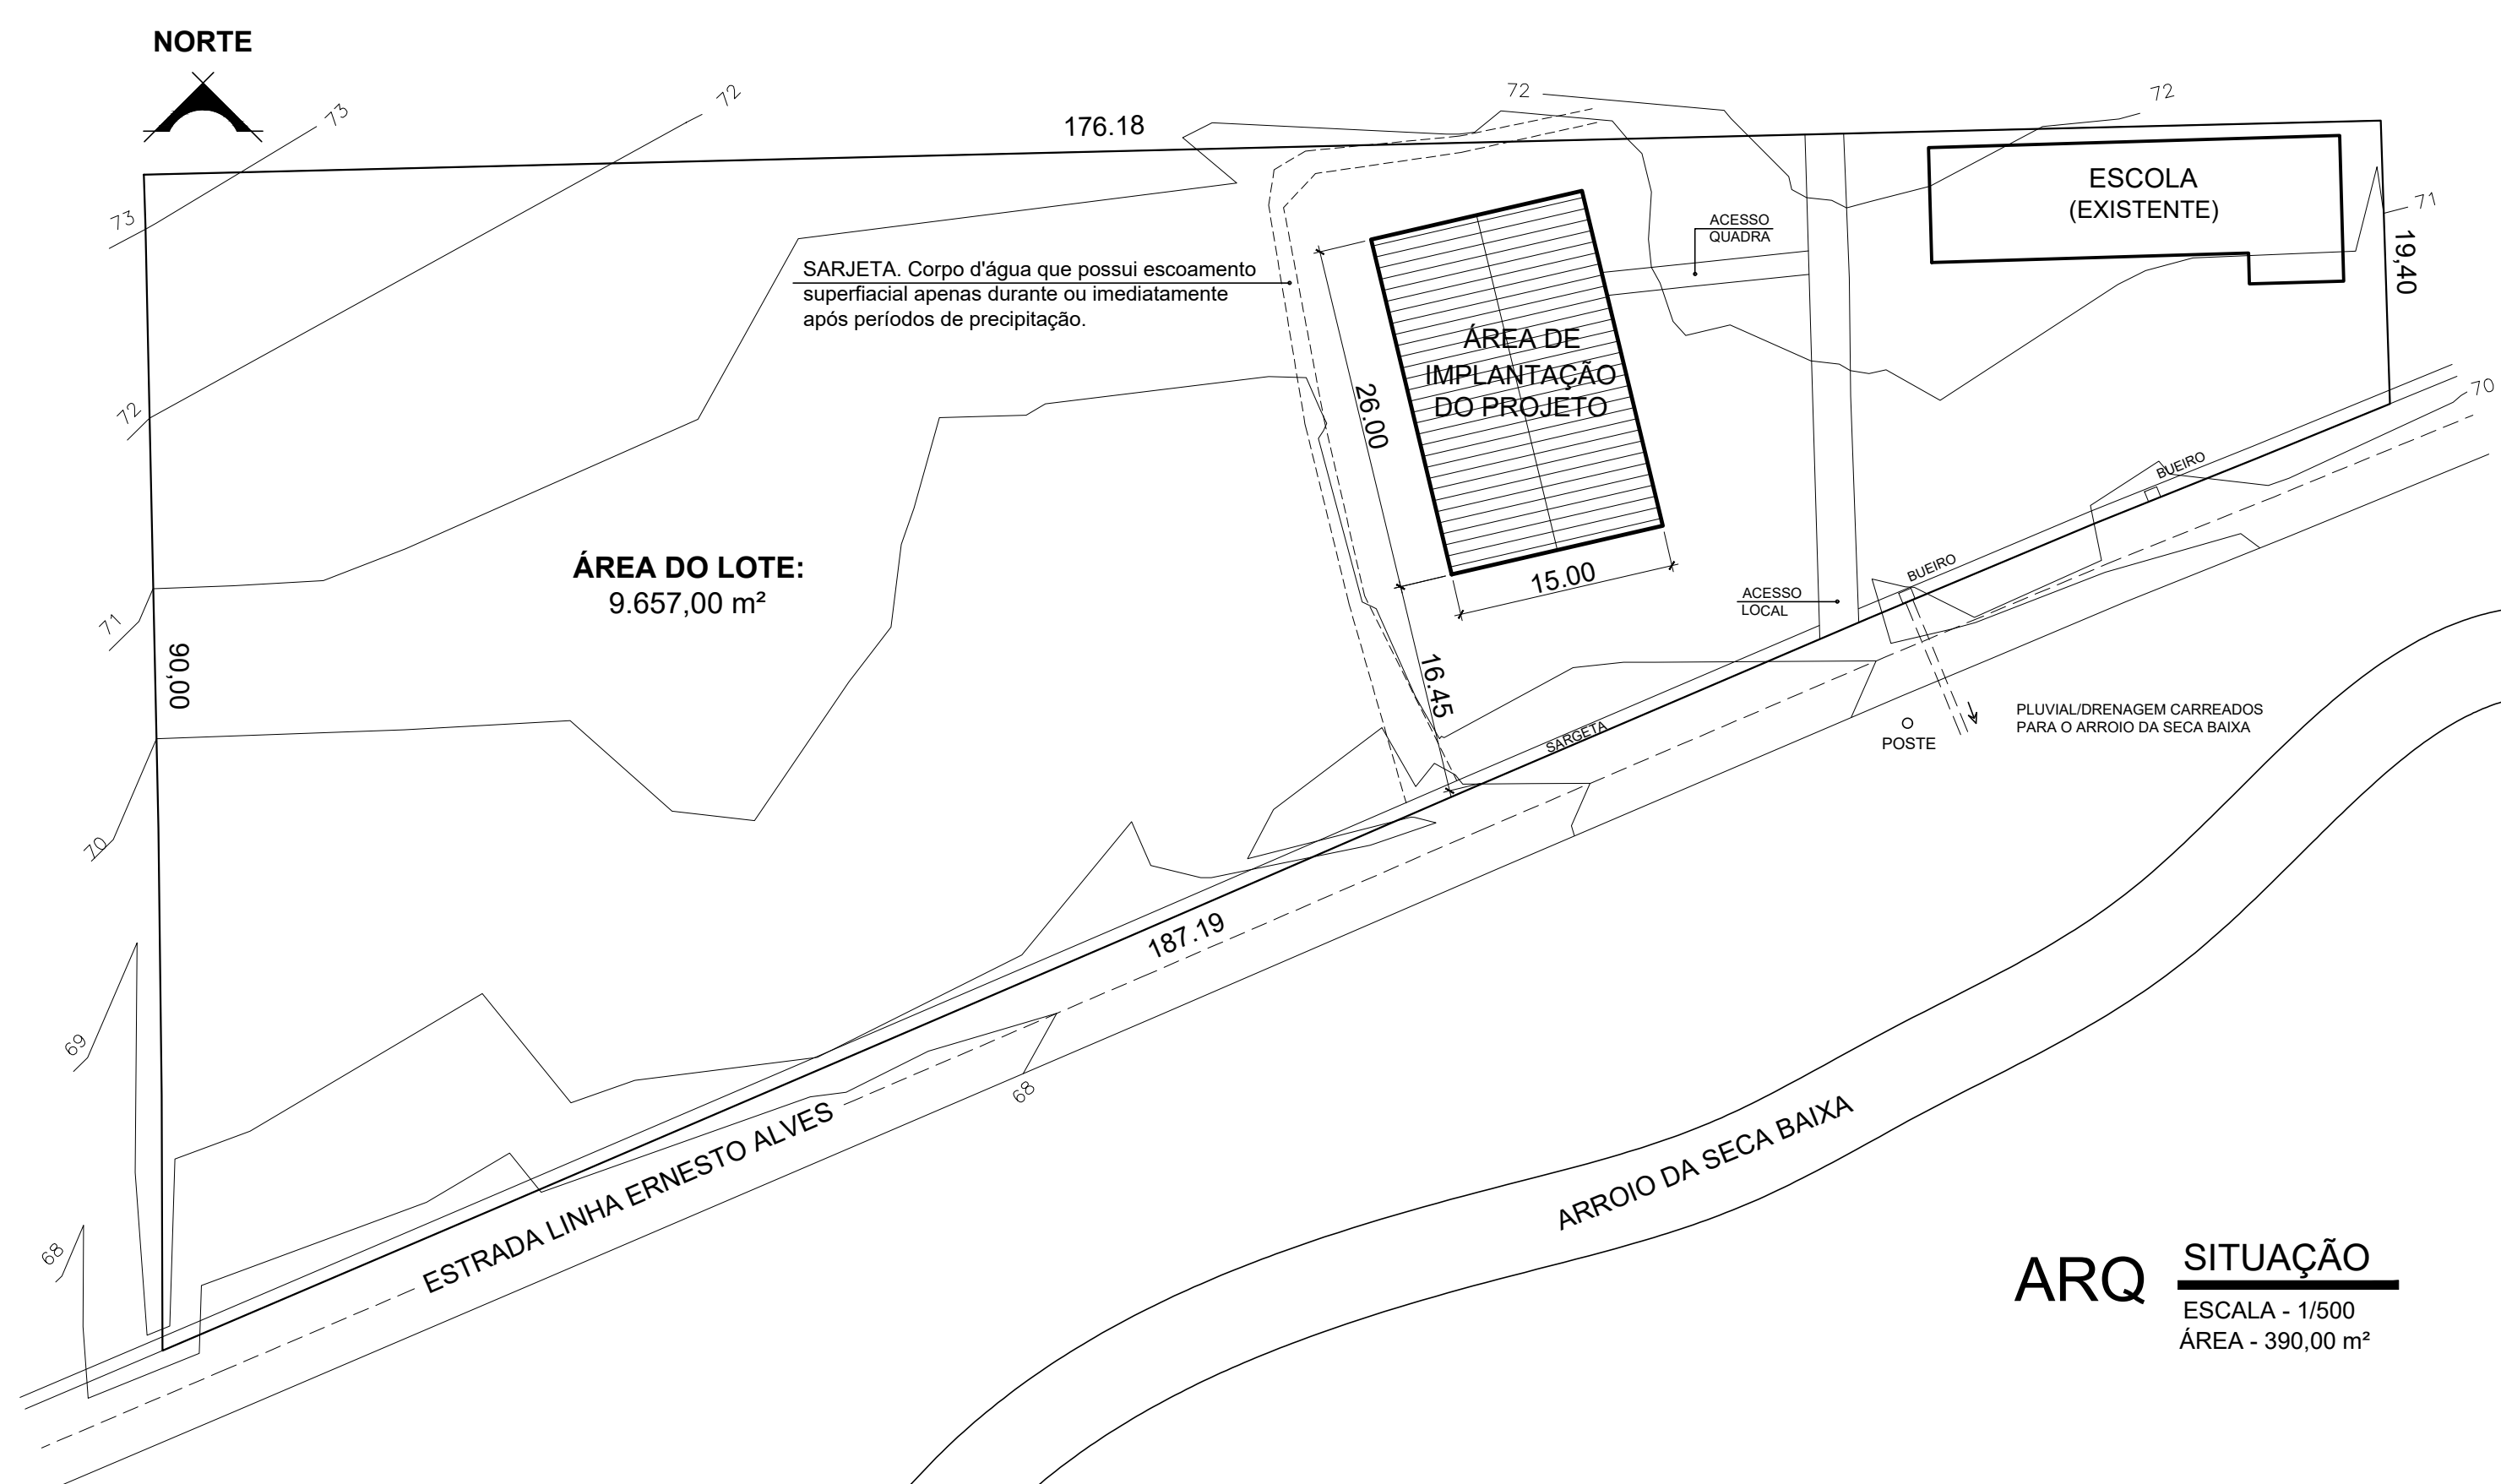 NORTE
73
72
176.18
72
72
73
ESCOLA
(EXISTENTE)
71
ACESSO
QUADRA
19,40
SARJETA. Corpo d'água que possui escoamento
superfiacial apenas durante ou imediatamente
após períodos de precipitação.
ÁREA DE
IMPLANTAÇÃO
DO PROJETO
26.00
72
70
BUEIRO
ÁREA DO LOTE:
9.657,00 m²
15.00
BUEIRO
ACESSO
LOCAL
71
90,00
16.45
SARGETA
POSTE
PLUVIAL/DRENAGEM CARREADOS
PARA O ARROIO DA SECA BAIXA
70
187.19
69
68
ESTRADA LINHA ERNESTO ALVES
ARROIO DA SECA BAIXA
68
ARQ
SITUAÇÃO
ESCALA - 1/500
ÁREA - 390,00 m²